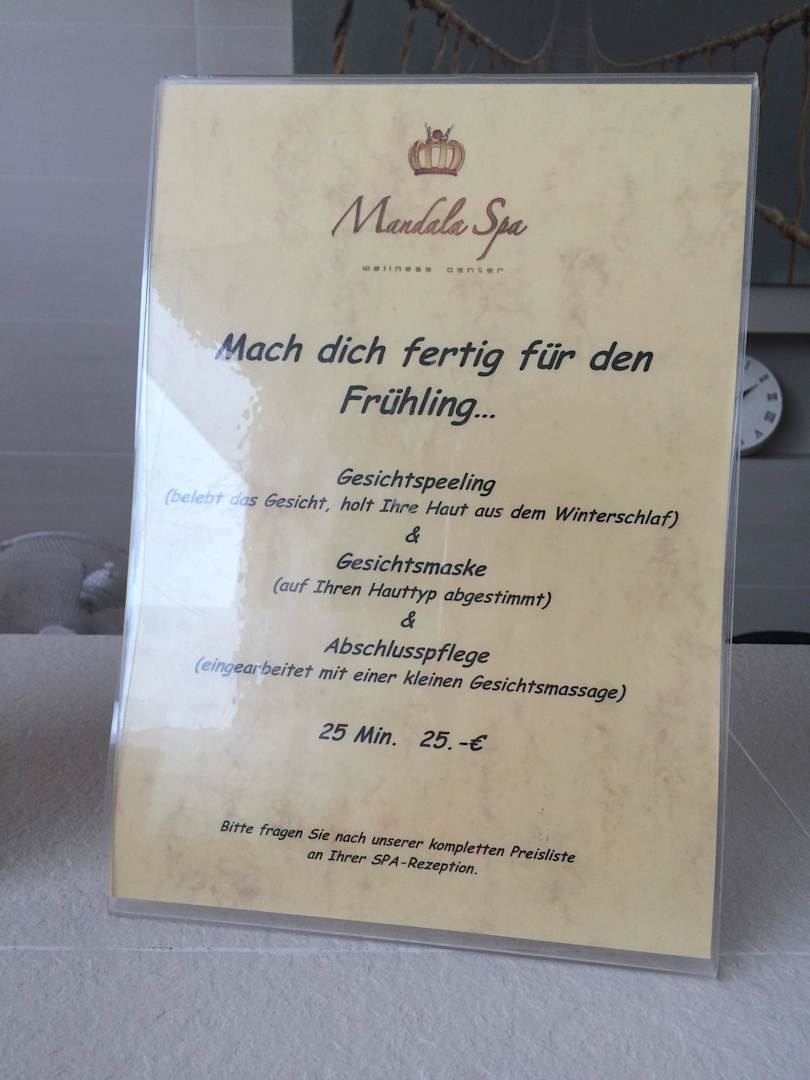 Mandala Spa
wellness center
Mach dich fertig für den
Frühling...
Gesichtspeeling
(belebt das Gesicht, holt Ihre Haut aus dem Winterschlaf)
&
Gesichtsmaske
(auf Ihren Hauttyp abgestimmt)
&
Abschlusspflege
(eingearbeitet mit einer kleinen Gesichtsmassage)
25 Min. 25.-€
Bitte fragen Sie nach unserer kompletten Preisliste
an Ihrer SPA-Rezeption.